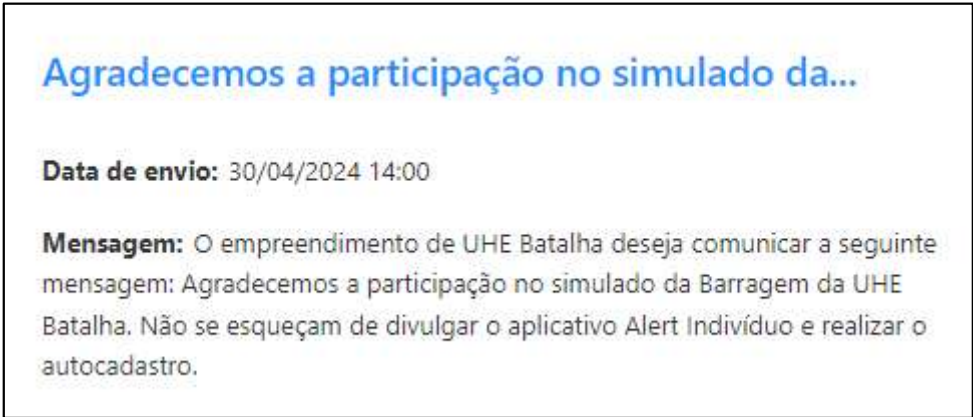 Agradecemos a participação no simulado da...
Data de envio: 30/04/2024 14:00
Mensagem: O empreendimento de UHE Batalha deseja comunicar a seguinte
mensagem: Agradecemos a participação no simulado da Barragem da UHE
Batalha. Não se esqueçam de divulgar o aplicativo Alert Indivíduo e realizar o
autocadastro.